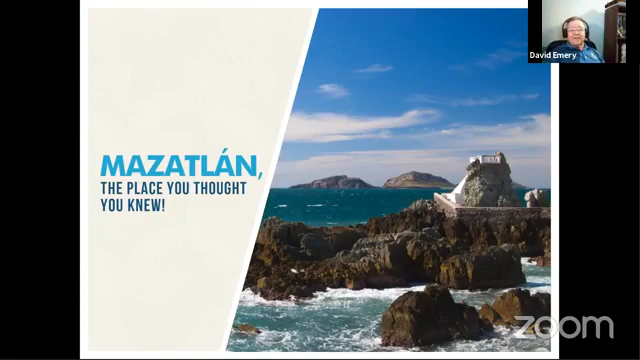 MAZATLÁN,
THE PLACE YOU THOUGHT
YOU KNEW!
David Emery
zoom